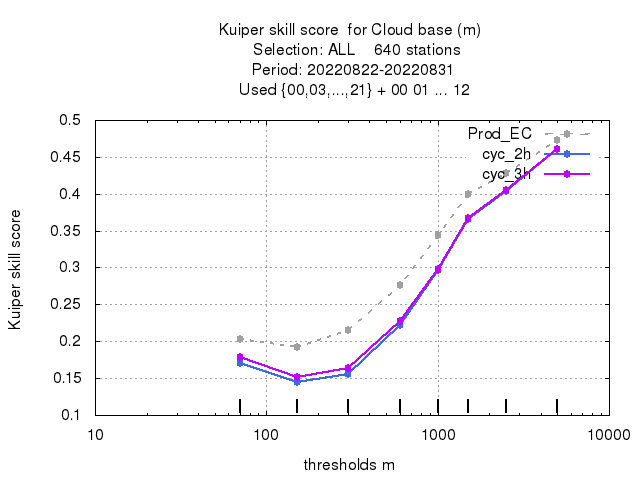 Kuiper skill score  for Cloud base (m)
Selection: ALL    640 stations
Period: 20220822-20220831
Used {00,03,...,21} + 00 01 ... 12
Prod_EC
cyc_2h
cyc_3h
Kuiper skill score
0.5
0.45
0.4
0.35
0.3
0.25
0.2
0.15
0.1
10 100 1000 10000
thresholds m